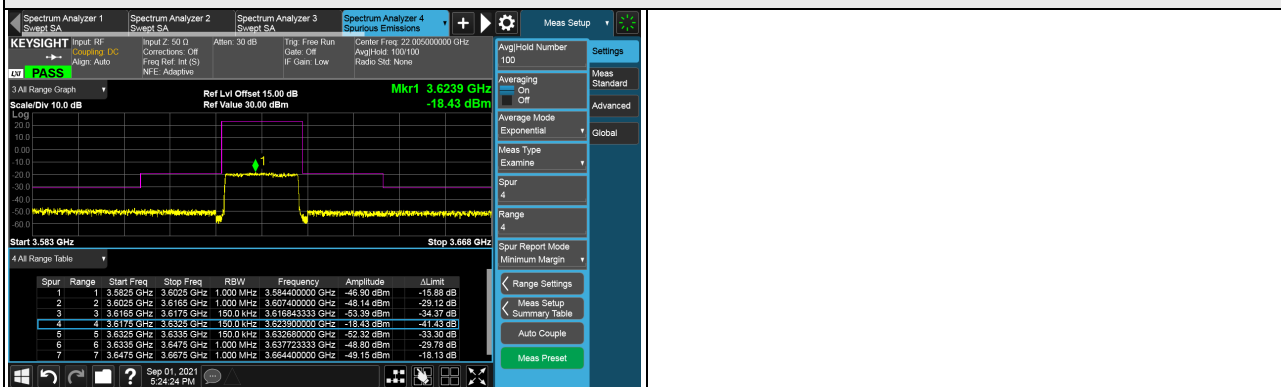 Spectrum Analyzer 1
Swept SA
Spectrum Analyzer 2
Swept SA
Spectrum Analyzer 3
Swept SA
Spectrum Analyzer 4
Spurious Emissions
Meas Setup
KEYSIGHT
Input: RF
Coupling: DC
Align: Auto
Input Z: 50 Ω
Corrections: Off
Freq Ref: Int (S)
NFE: Adaptive
Atten: 30 dB
Trig: Free Run
Gate: Off
IF Gain: Low
Center Freq: 22.005000000 GHz
Avg|Hold: 100/100
Radio Std: None
LXI PASS
3 All Range Graph
Scale/Div 10.0 dB
Ref Lvl Offset 15.00 dB
Ref Value 30.00 dBm
Mkr1 3.6239 GHz
-18.43 dBm
Log
20.0
10.0
0.00
-10.0
-20.0
-30.0
-40.0
-50.0
-60.0
1
Start 3.583 GHz
Stop 3.668 GHz
4 All Range Table
Spur Range Start Freq Stop Freq RBW Frequency Amplitude ΔLimit
1 1 3.5825 GHz 3.6025 GHz 1.000 MHz 3.584400000 GHz -46.90 dBm -15.88 dB
2 2 3.6025 GHz 3.6165 GHz 1.000 MHz 3.607400000 GHz -48.14 dBm -29.12 dB
3 3 3.6165 GHz 3.6175 GHz 150.0 kHz 3.616843333 GHz -53.39 dBm -34.37 dB
4 4 3.6175 GHz 3.6325 GHz 150.0 kHz 3.623900000 GHz -18.43 dBm -41.43 dB
5 5 3.6325 GHz 3.6335 GHz 150.0 kHz 3.632680000 GHz -52.32 dBm -33.30 dB
6 6 3.6335 GHz 3.6475 GHz 1.000 MHz 3.637723333 GHz -48.80 dBm -29.78 dB
7 7 3.6475 GHz 3.6675 GHz 1.000 MHz 3.664400000 GHz -49.15 dBm -18.13 dB
Sep 01, 2021
5:24:24 PM
Avg|Hold Number
100
Averaging
On
Off
Average Mode
Exponential
Meas Type
Examine
Spur
4
Range
4
Spur Report Mode
Minimum Margin
Range Settings
Meas Setup
Summary Table
Auto Couple
Meas Preset
Settings
Meas
Standard
Advanced
Global